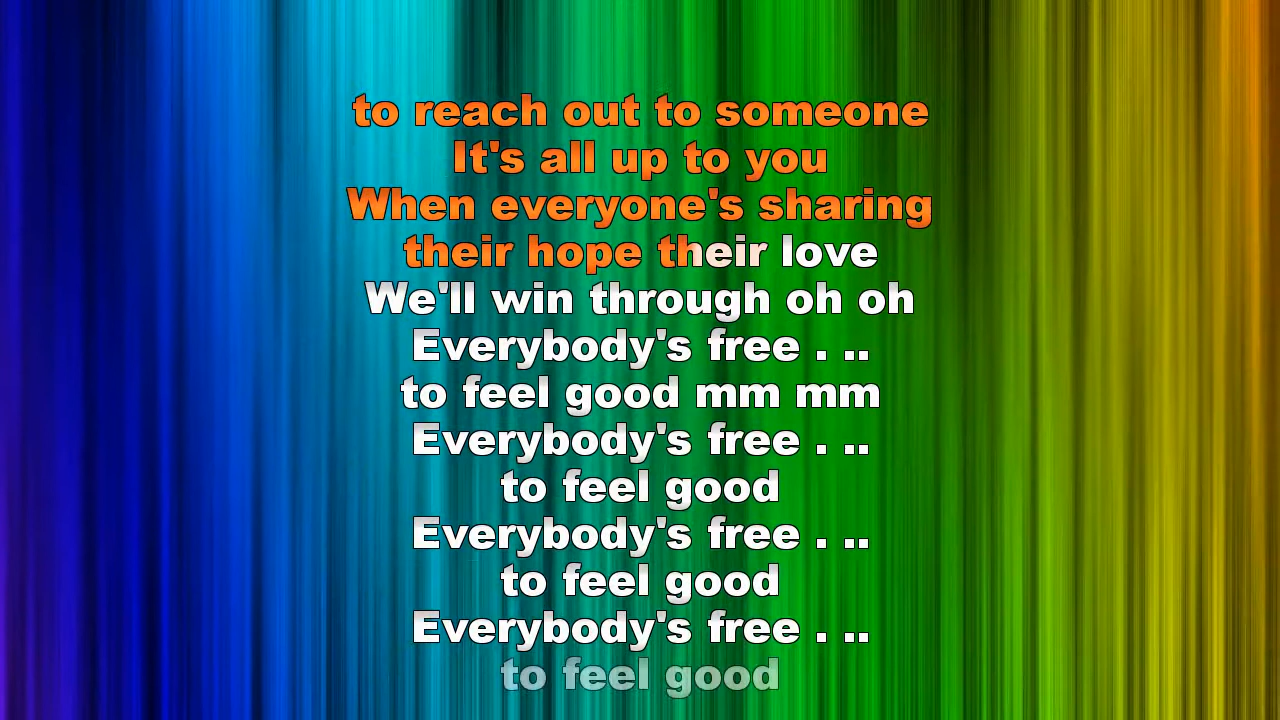 to reach out to someone
It's all up to you
When everyone's sharing
their hope their love
We'll win through oh oh
Everybody's free . ..
to feel good mm mm
Everybody's free . ..
to feel good
Everybody's free . ..
to feel good
Everybody's free . ..
to feel good